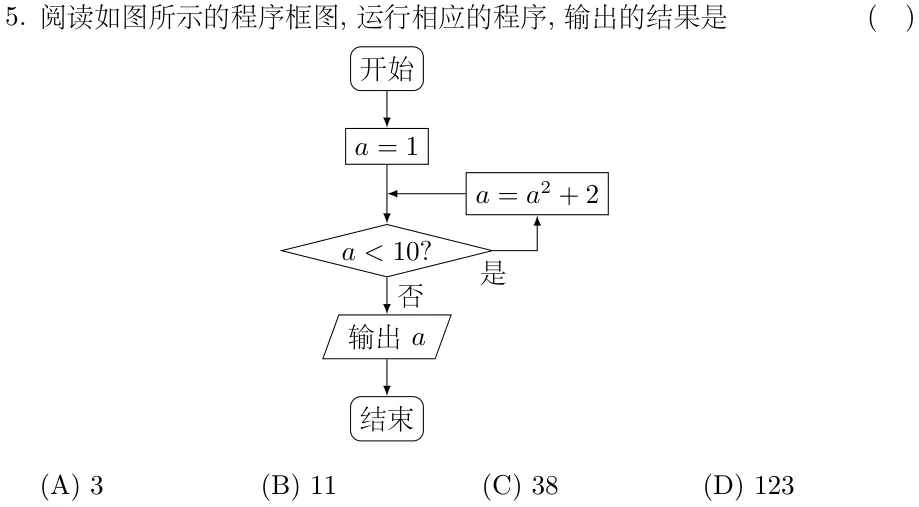 5. 阅读如图所示的程序框图, 运行相应的程序, 输出的结果是 ( )
开始
a = 1
a = a² + 2
a < 10?
是
否
输出 a
结束
(A) 3 (B) 11 (C) 38 (D) 123